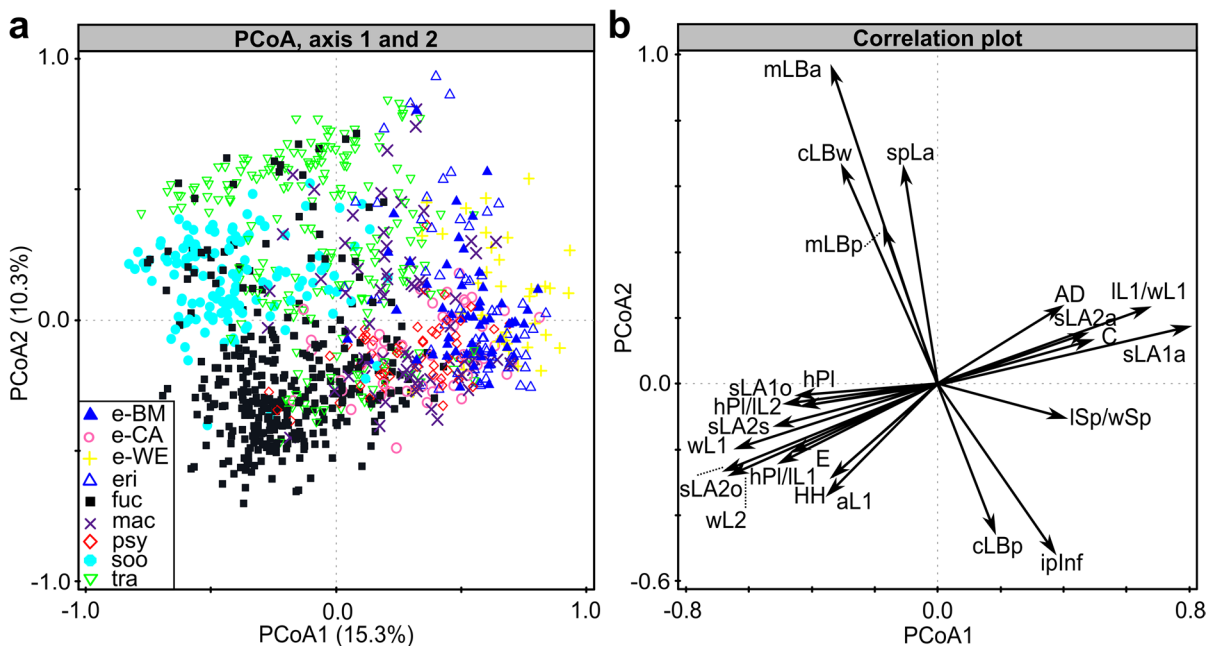 a
PCoA, axis 1 and 2
1.0
0.0
-1.0
PCoA2 (10.3%)
e-BM
e-CA
e-WE
eri
fuc
mac
psy
soo
tra
-1.0 0.0 1.0
PCoA1 (15.3%)
b
Correlation plot
1.0
0.0
-0.6
PCoA2
mLBa
cLBw
spLa
mLBp
AD
lL1/wL1
sLA2a
C
sLA1a
hPl
sLA1o
hPl/lL2
lSp/wSp
sLA2s
wL1
E
hPl/lL1
sLA2o
HH
aL1
wL2
cLBp
ipInf
-0.8 0.0 0.8
PCoA1